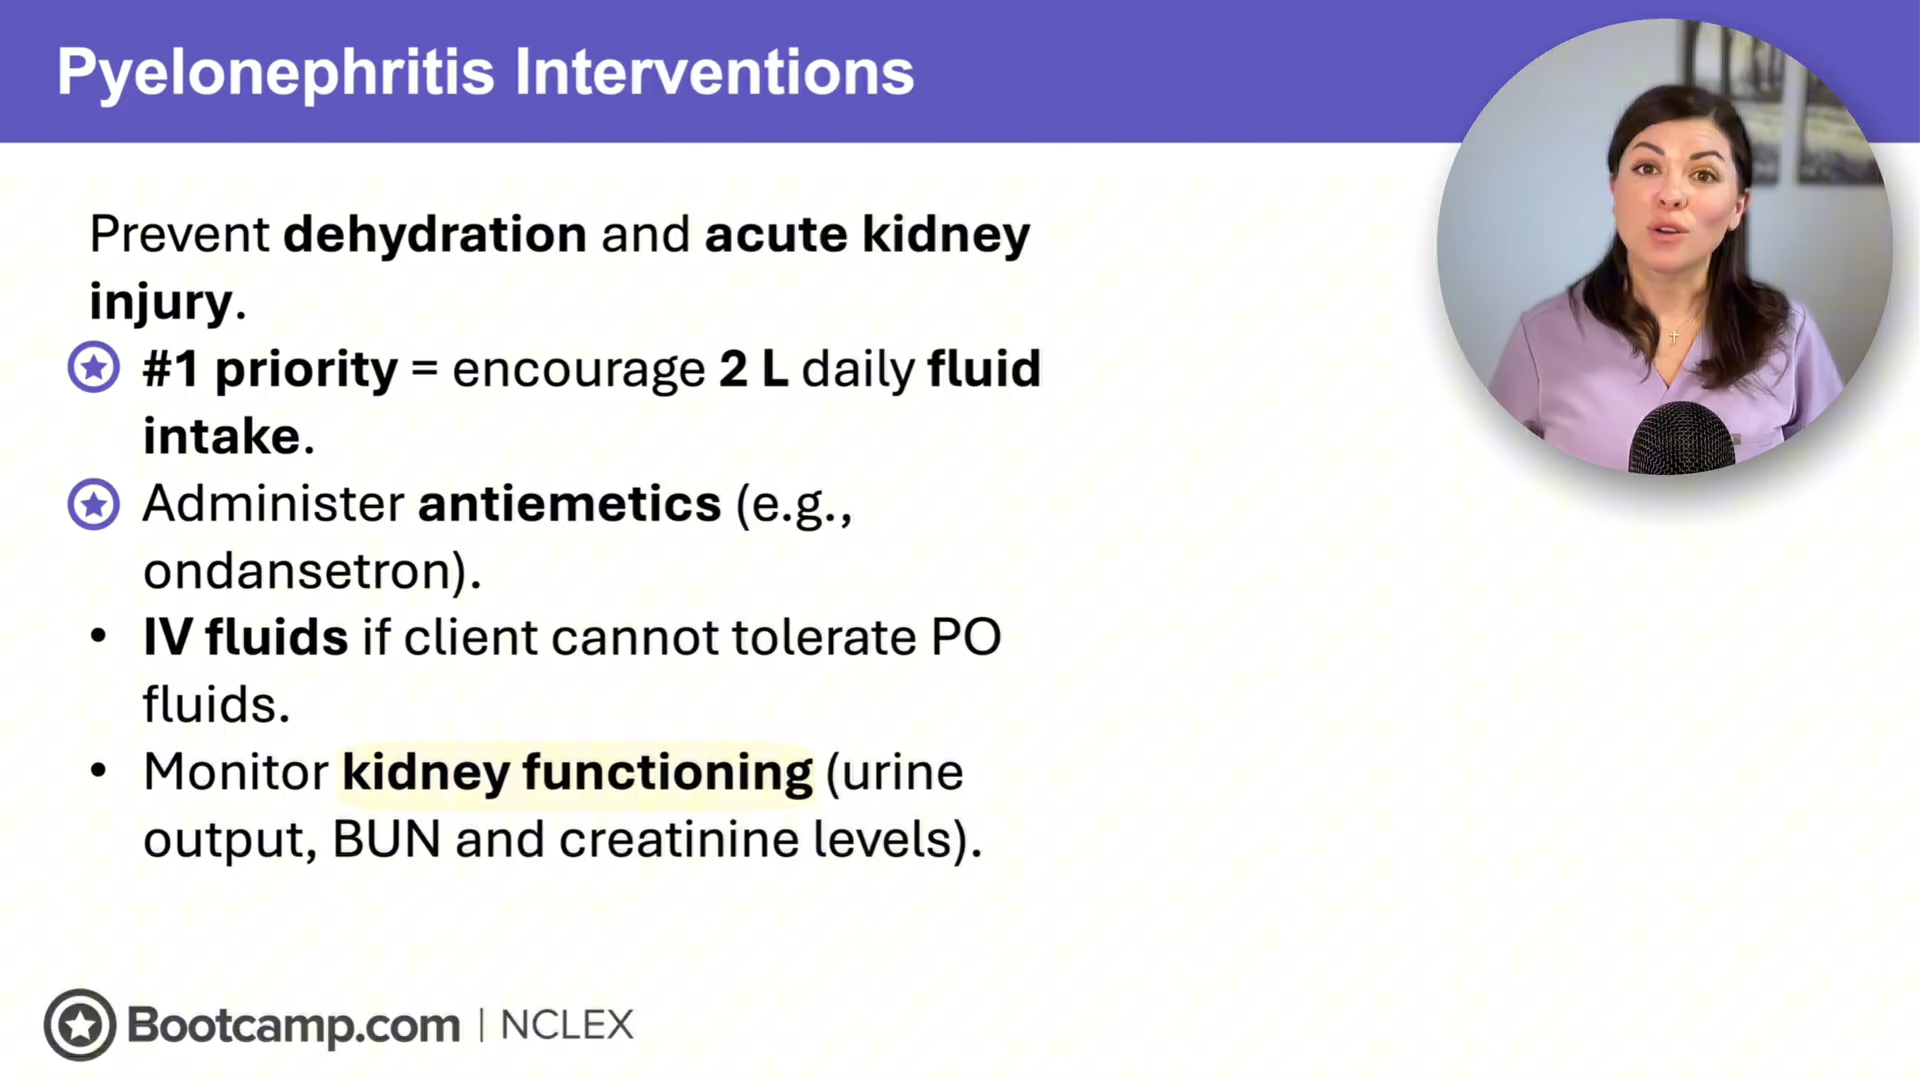 Pyelonephritis Interventions
Prevent dehydration and acute kidney
injury.
#1 priority = encourage 2 L daily fluid
intake.
Administer antiemetics (e.g.,
ondansetron).
• IV fluids if client cannot tolerate PO
fluids.
• Monitor kidney functioning (urine
output, BUN and creatinine levels).
Bootcamp.com | NCLEX